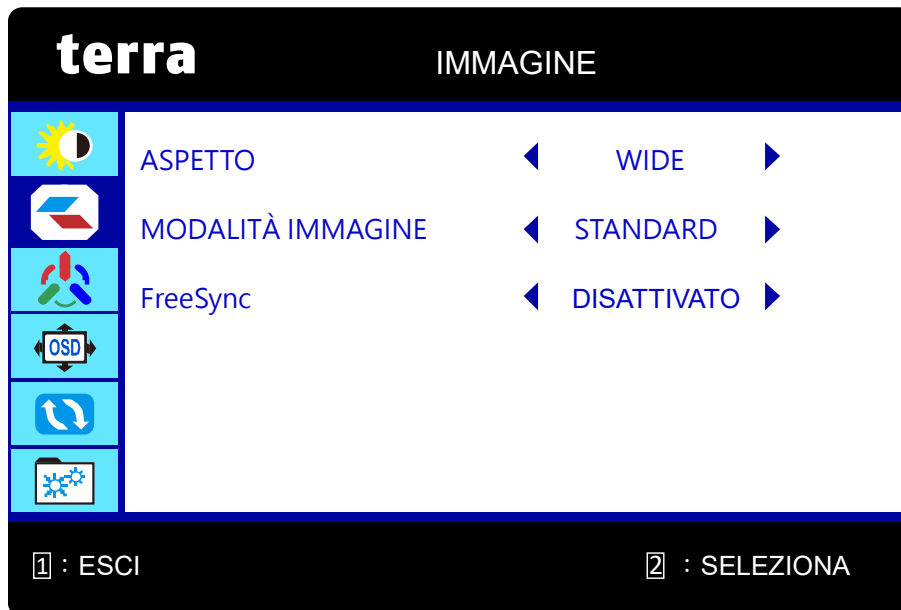 terra IMMAGINE
ASPETTO WIDE
MODALITÀ IMMAGINE STANDARD
FreeSync DISATTIVATO
OSD
1 : ESCI 2 : SELEZIONA